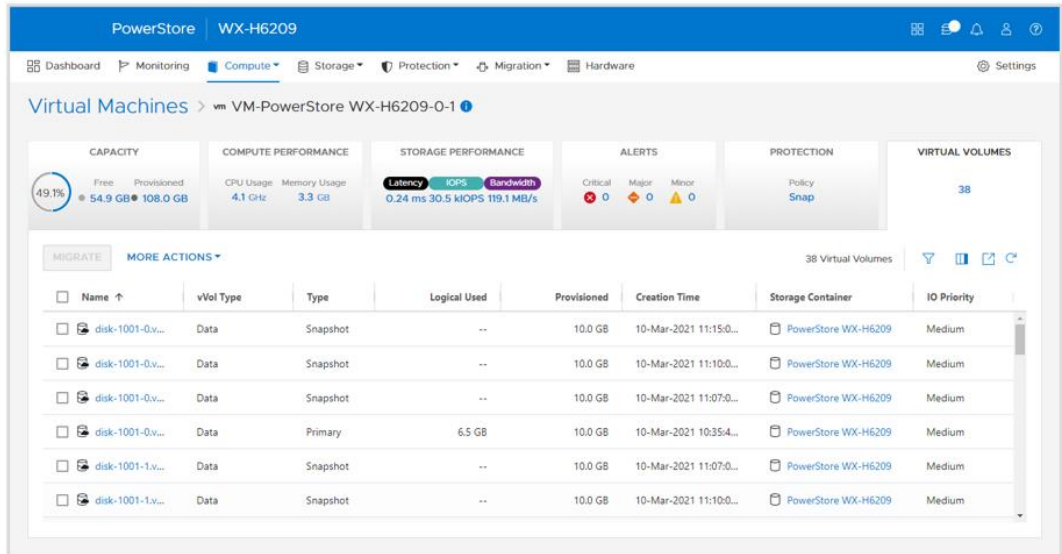 PowerStore WX-H6209
Dashboard Monitoring Compute Storage Protection Migration Hardware Settings
Virtual Machines > vm VM-PowerStore WX-H6209-0-1
CAPACITY COMPUTE PERFORMANCE STORAGE PERFORMANCE ALERTS PROTECTION VIRTUAL VOLUMES
49.1% Free Provisioned CPU Usage Memory Usage Latency IOPS Bandwidth Critical Major Minor Policy 38
54.9 GB 108.0 GB 4.1 GHz 3.3 GB 0.24 ms 30.5 kIOPS 119.1 MB/s 0 0 0 Snap
MIGRATE MORE ACTIONS 38 Virtual Volumes
Name ↑ vVol Type Type Logical Used Provisioned Creation Time Storage Container IO Priority
disk-1001-0.v... Data Snapshot -- 10.0 GB 10-Mar-2021 11:15:0... PowerStore WX-H6209 Medium
disk-1001-0.v... Data Snapshot -- 10.0 GB 10-Mar-2021 11:10:0... PowerStore WX-H6209 Medium
disk-1001-0.v... Data Snapshot -- 10.0 GB 10-Mar-2021 11:07:0... PowerStore WX-H6209 Medium
disk-1001-0.v... Data Primary 6.5 GB 10.0 GB 10-Mar-2021 10:35:4... PowerStore WX-H6209 Medium
disk-1001-1.v... Data Snapshot -- 10.0 GB 10-Mar-2021 11:07:0... PowerStore WX-H6209 Medium
disk-1001-1.v... Data Snapshot -- 10.0 GB 10-Mar-2021 11:10:0... PowerStore WX-H6209 Medium